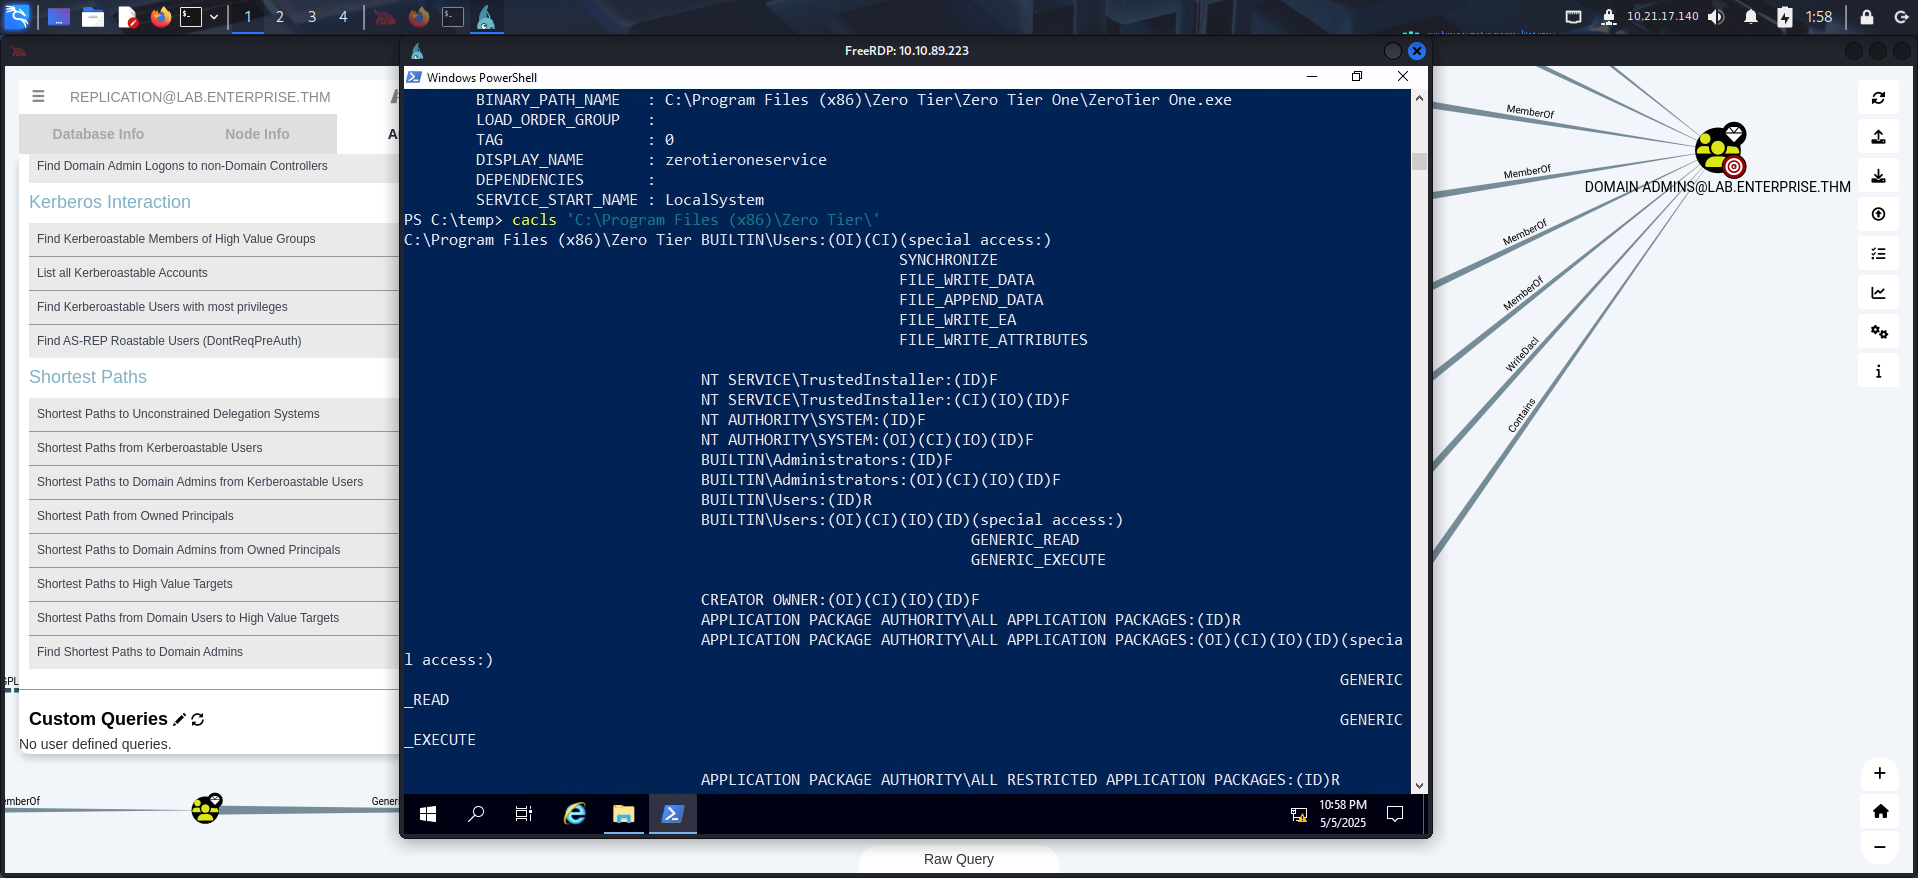 1 2 3 4
10.21.17.140
1:58
FreeRDP: 10.10.89.223
REPLICATION@LAB.ENTERPRISE.THM
Database Info
Node Info
Find Domain Admin Logons to non-Domain Controllers
Kerberos Interaction
Find Kerberoastable Members of High Value Groups
List all Kerberoastable Accounts
Find Kerberoastable Users with most privileges
Find AS-REP Roastable Users (DontReqPreAuth)
Shortest Paths
Shortest Paths to Unconstrained Delegation Systems
Shortest Paths from Kerberoastable Users
Shortest Paths to Domain Admins from Kerberoastable Users
Shortest Path from Owned Principals
Shortest Paths to Domain Admins from Owned Principals
Shortest Paths to High Value Targets
Shortest Paths from Domain Users to High Value Targets
Find Shortest Paths to Domain Admins
GPL
Custom Queries
No user defined queries.
emberOf
Gener
Windows PowerShell
BINARY_PATH_NAME : C:\Program Files (x86)\Zero Tier\Zero Tier One\ZeroTier One.exe
LOAD_ORDER_GROUP :
TAG : 0
DISPLAY_NAME : zerotieroneservice
DEPENDENCIES :
SERVICE_START_NAME : LocalSystem
PS C:\temp> cacls 'C:\Program Files (x86)\Zero Tier\'
C:\Program Files (x86)\Zero Tier BUILTIN\Users:(OI)(CI)(special access:)
SYNCHRONIZE
FILE_WRITE_DATA
FILE_APPEND_DATA
FILE_WRITE_EA
FILE_WRITE_ATTRIBUTES
NT SERVICE\TrustedInstaller:(ID)F
NT SERVICE\TrustedInstaller:(CI)(IO)(ID)F
NT AUTHORITY\SYSTEM:(ID)F
NT AUTHORITY\SYSTEM:(OI)(CI)(IO)(ID)F
BUILTIN\Administrators:(ID)F
BUILTIN\Administrators:(OI)(CI)(IO)(ID)F
BUILTIN\Users:(ID)R
BUILTIN\Users:(OI)(CI)(IO)(ID)(special access:)
GENERIC_READ
GENERIC_EXECUTE
CREATOR OWNER:(OI)(CI)(IO)(ID)F
APPLICATION PACKAGE AUTHORITY\ALL APPLICATION PACKAGES:(ID)R
APPLICATION PACKAGE AUTHORITY\ALL APPLICATION PACKAGES:(OI)(CI)(IO)(ID)(specia
l access:)
GENERIC
_READ
GENERIC
_EXECUTE
APPLICATION PACKAGE AUTHORITY\ALL RESTRICTED APPLICATION PACKAGES:(ID)R
10:58 PM
5/5/2025
MemberOf
MemberOf
MemberOf
MemberOf
WriteDacl
Contains
DOMAIN ADMINS@LAB.ENTERPRISE.THM
Raw Query